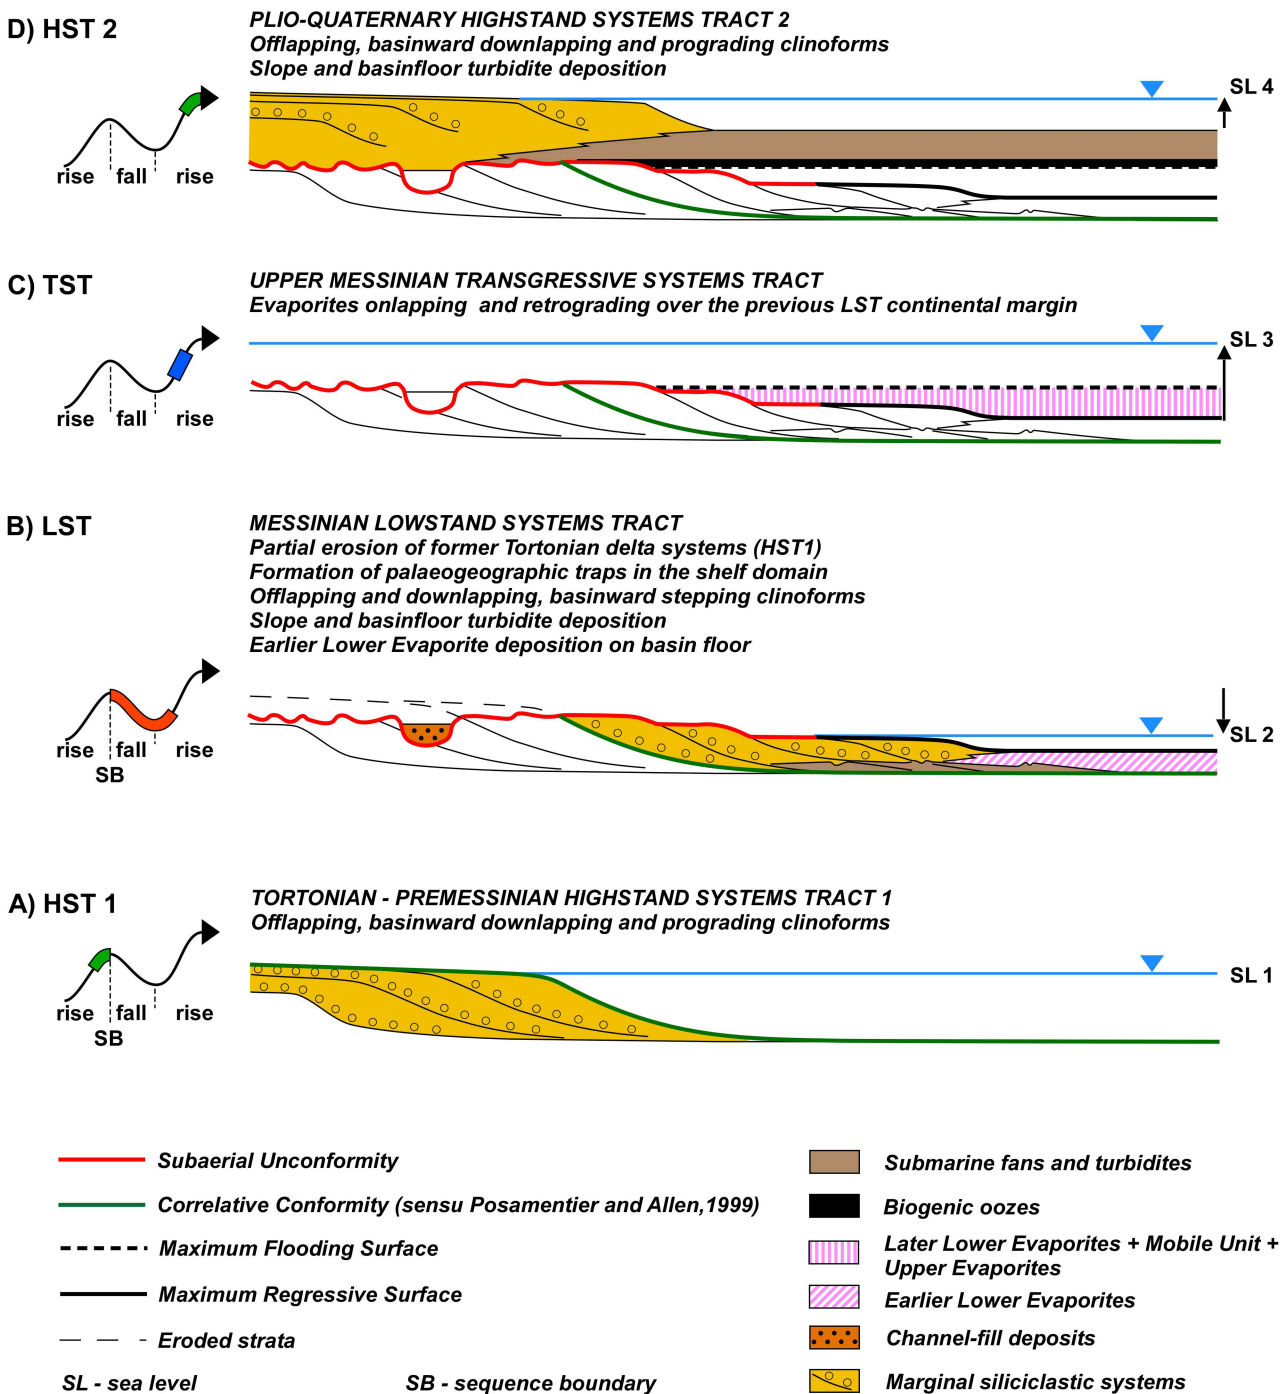 D) HST 2
PLIO-QUATERNARY HIGHSTAND SYSTEMS TRACT 2
Offlapping, basinward downlapping and prograding clinoforms
Slope and basinfloor turbidite deposition
SL 4
rise fall rise
C) TST
UPPER MESSINIAN TRANSGRESSIVE SYSTEMS TRACT
Evaporites onlapping and retrograding over the previous LST continental margin
SL 3
rise fall rise
B) LST
MESSINIAN LOWSTAND SYSTEMS TRACT
Partial erosion of former Tortonian delta systems (HST1)
Formation of palaeogeographic traps in the shelf domain
Offlapping and downlapping, basinward stepping clinoforms
Slope and basinfloor turbidite deposition
Earlier Lower Evaporite deposition on basin floor
SL 2
rise fall rise
SB
A) HST 1
TORTONIAN - PREMESSINIAN HIGHSTAND SYSTEMS TRACT 1
Offlapping, basinward downlapping and prograding clinoforms
SL 1
rise fall rise
SB
Subaerial Unconformity
Correlative Conformity (sensu Posamentier and Allen,1999)
Maximum Flooding Surface
Maximum Regressive Surface
Eroded strata
SL - sea level
SB - sequence boundary
Submarine fans and turbidites
Biogenic oozes
Later Lower Evaporites + Mobile Unit +
Upper Evaporites
Earlier Lower Evaporites
Channel-fill deposits
Marginal siliciclastic systems